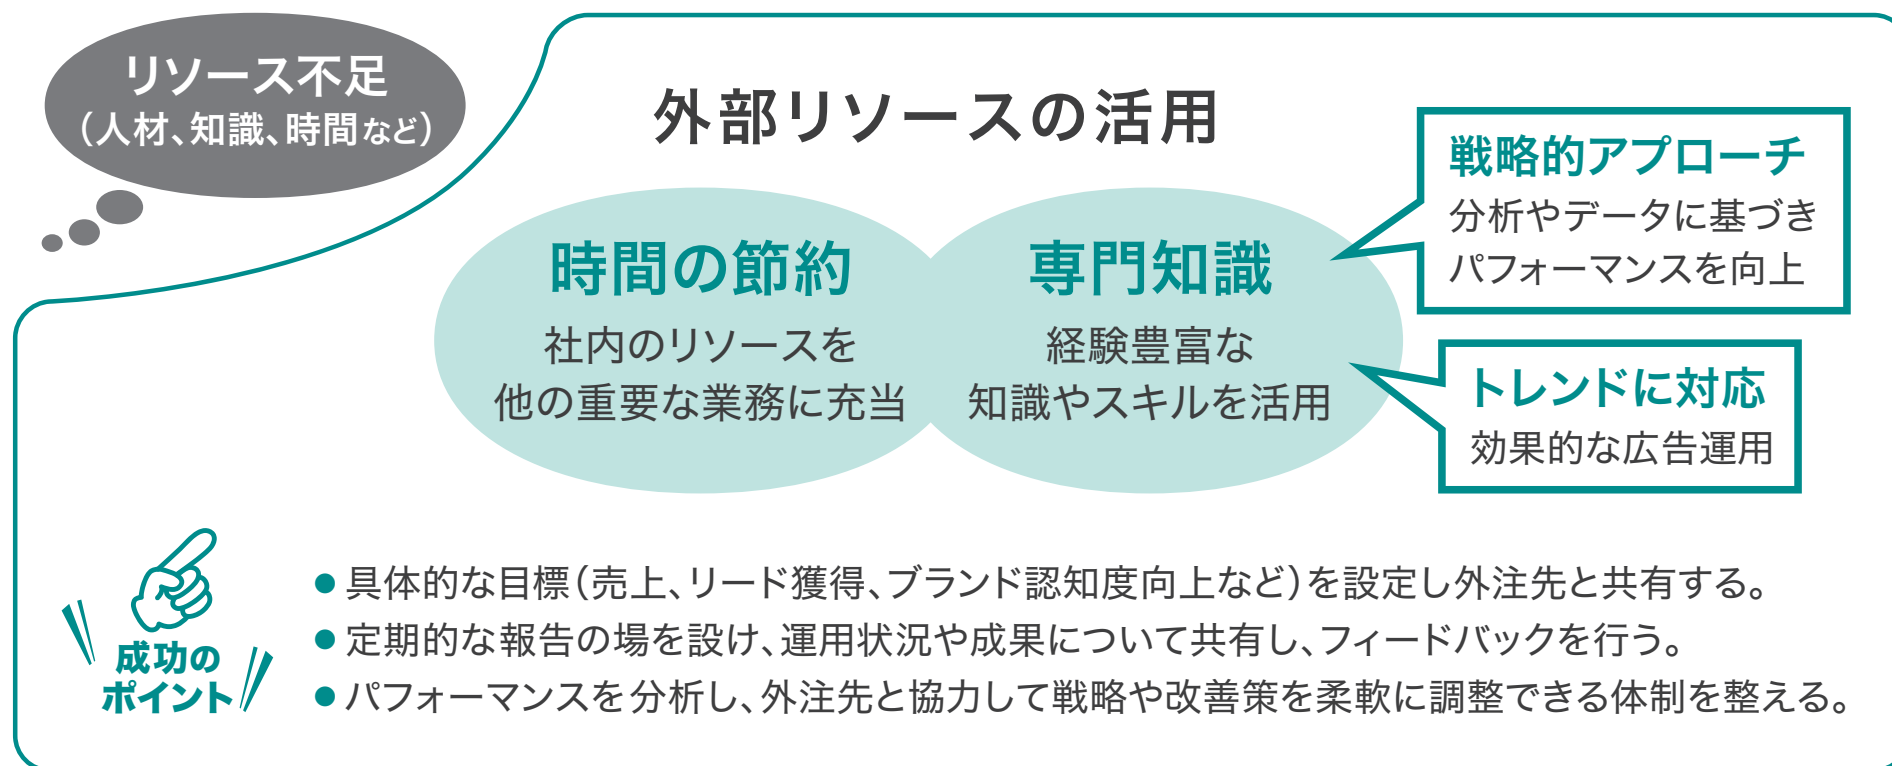 リソース不足
（人材、知識、時間など）
外部リソースの活用
時間の節約
社内のリソースを
他の重要な業務に充当
専門知識
経験豊富な
知識やスキルを活用
戦略的アプローチ
分析やデータに基づき
パフォーマンスを向上
トレンドに対応
効果的な広告運用
成功の
ポイント
●具体的な目標（売上、リード獲得、ブランド認知度向上など）を設定し外注先と共有する。
●定期的な報告の場を設け、運用状況や成果について共有し、フィードバックを行う。
●パフォーマンスを分析し、外注先と協力して戦略や改善策を柔軟に調整できる体制を整える。